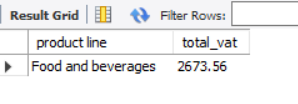 Result Grid Filter Rows:
product line total_vat
Food and beverages 2673.56